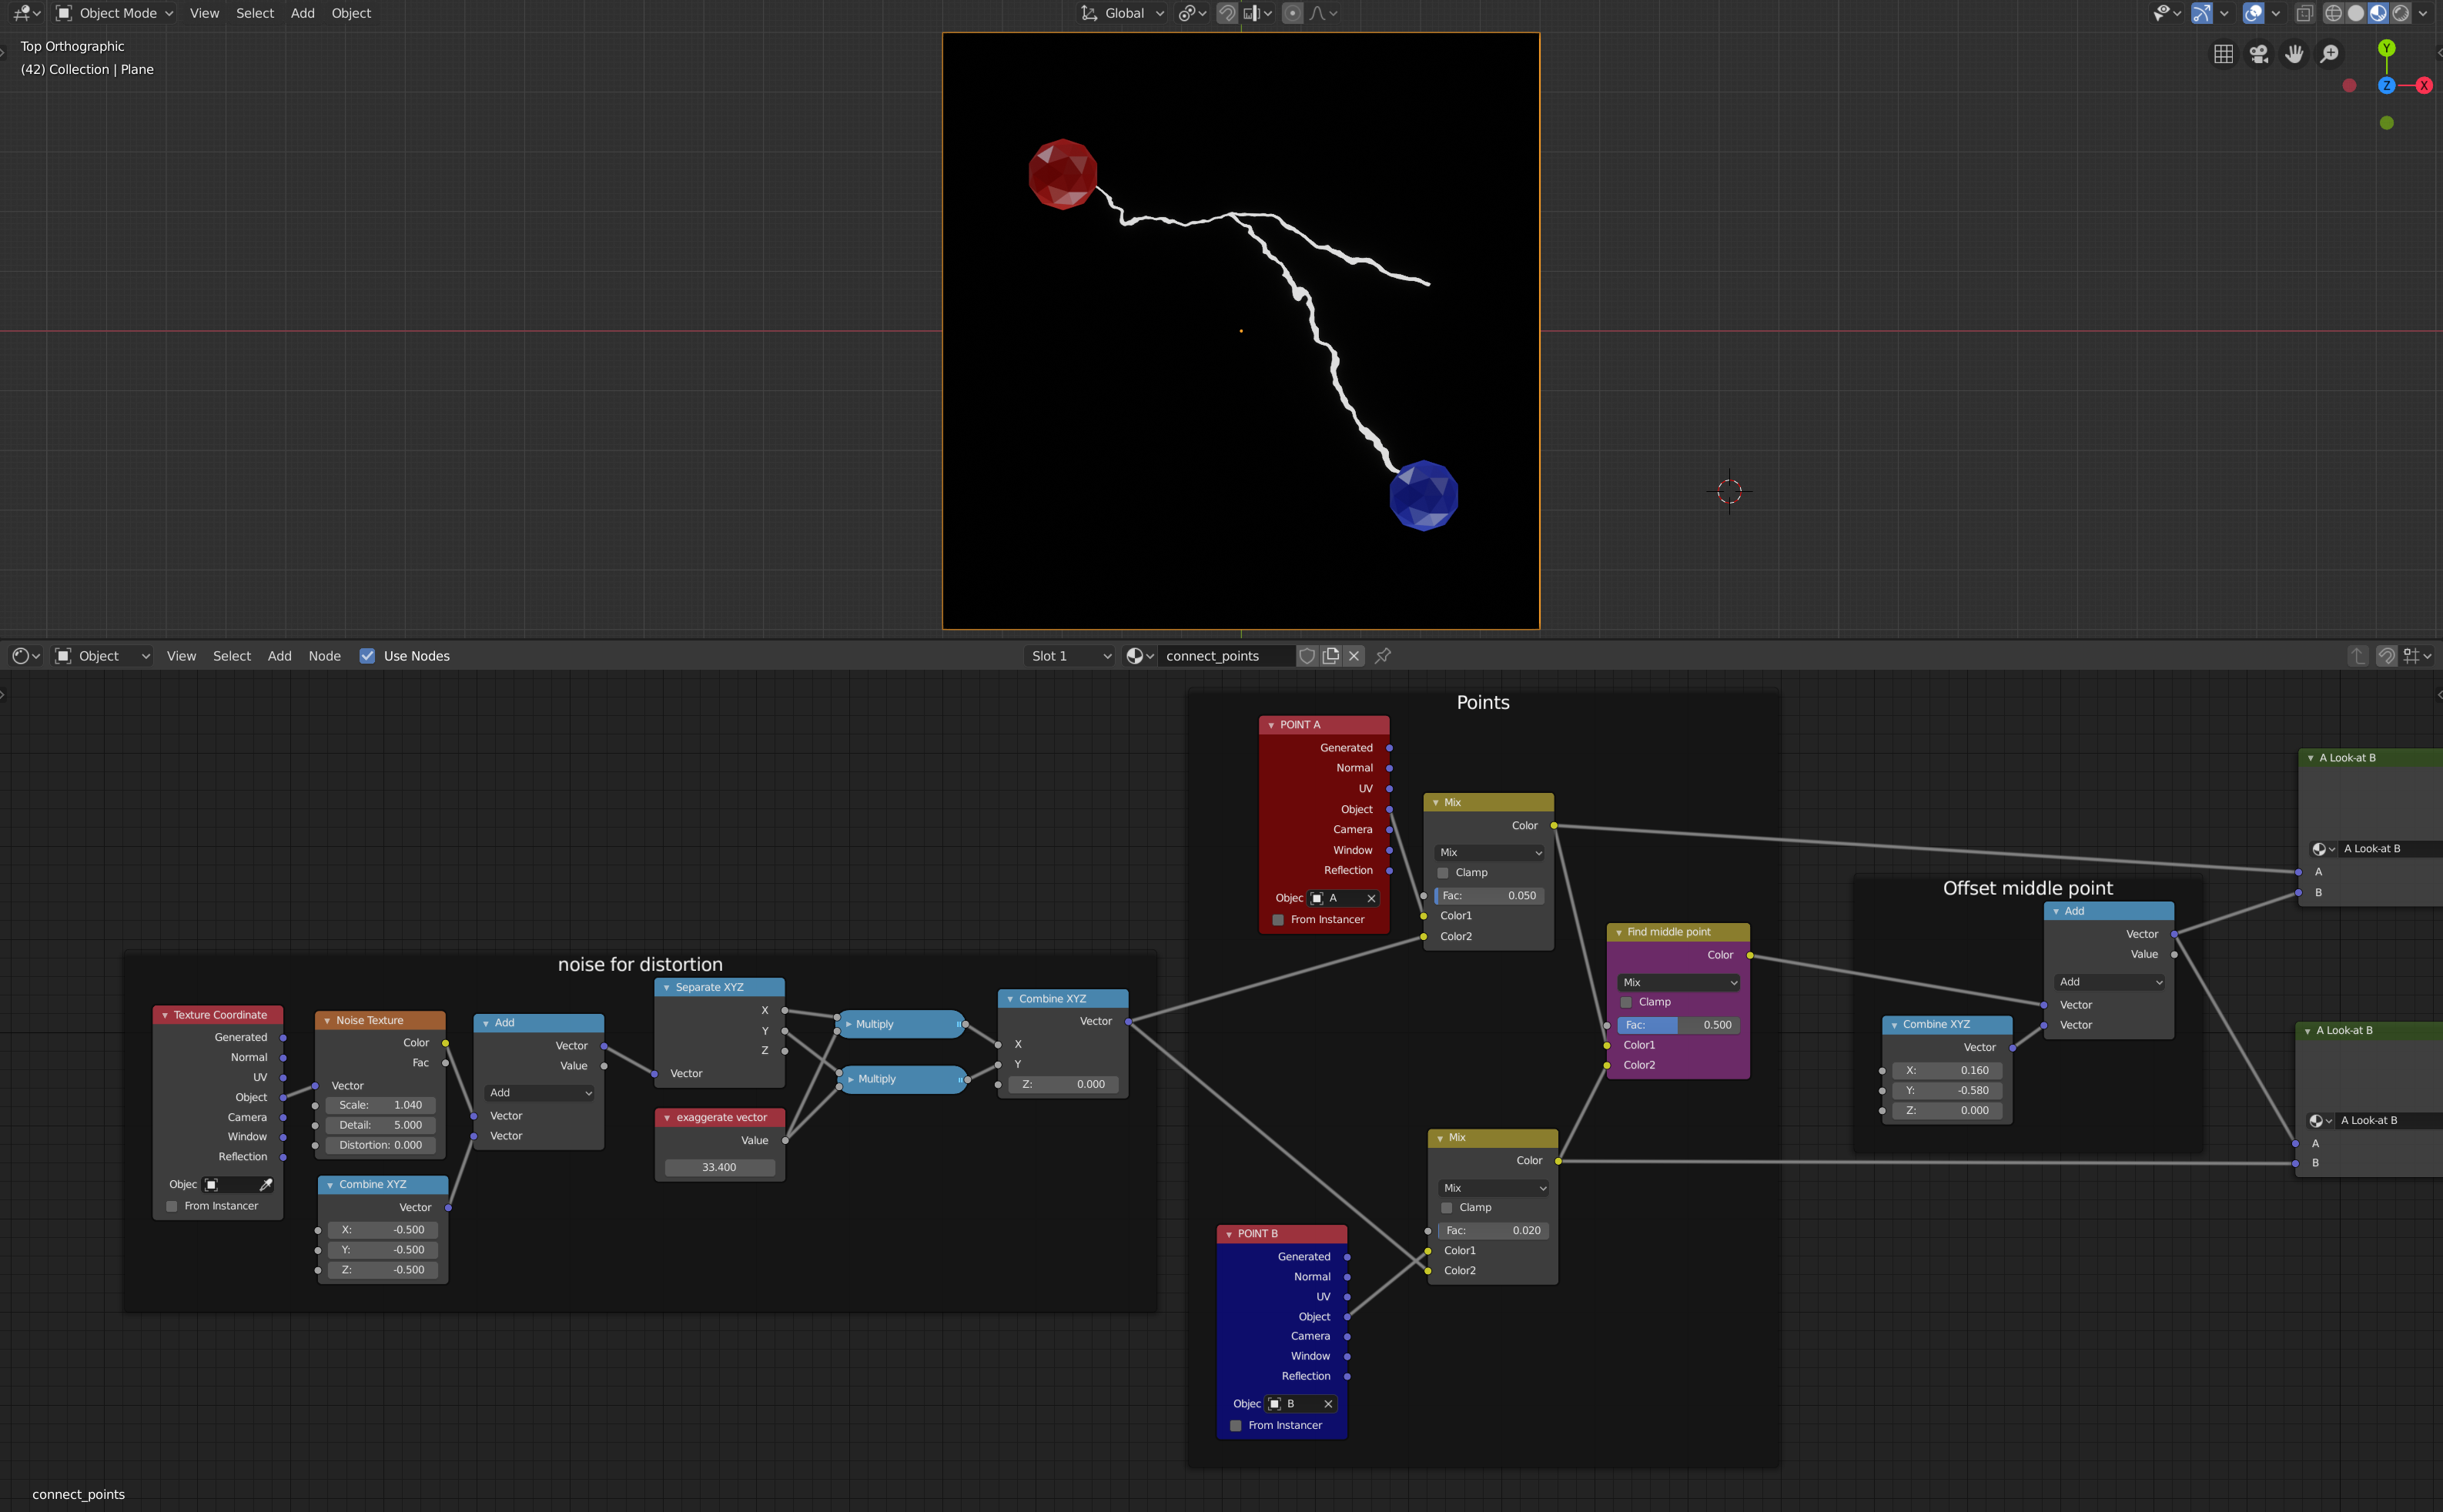 Object Mode View Select Add Object Global
Top Orthographic
(42) Collection | Plane
Y
Z X
Object View Select Add Node Use Nodes Slot 1 connect_points
Points
POINT A
Generated
Normal
UV
Object
Camera
Window
Reflection
Objec A
From Instancer
Mix
Color
Mix
Clamp
Fac: 0.050
Color1
Color2
A Look-at B
A Look-at B
A
B
Offset middle point
Add
Vector
Value
Add
Vector
Vector
Combine XYZ
Vector
X: 0.160
Y: -0.580
Z: 0.000
Find middle point
Color
Mix
Clamp
Fac: 0.500
Color1
Color2
noise for distortion
Texture Coordinate
Generated
Normal
UV
Object
Camera
Window
Reflection
Objec
From Instancer
Noise Texture
Color
Fac
Vector
Scale: 1.040
Detail: 5.000
Distortion: 0.000
Combine XYZ
Vector
X: -0.500
Y: -0.500
Z: -0.500
Add
Vector
Value
Add
Vector
Vector
Separate XYZ
X
Y
Z
Vector
exaggerate vector
Value
33.400
Multiply
Multiply
Combine XYZ
Vector
X
Y
Z: 0.000
Mix
Color
Mix
Clamp
Fac: 0.020
Color1
Color2
POINT B
Generated
Normal
UV
Object
Camera
Window
Reflection
Objec B
From Instancer
A Look-at B
A Look-at B
A
B
connect_points